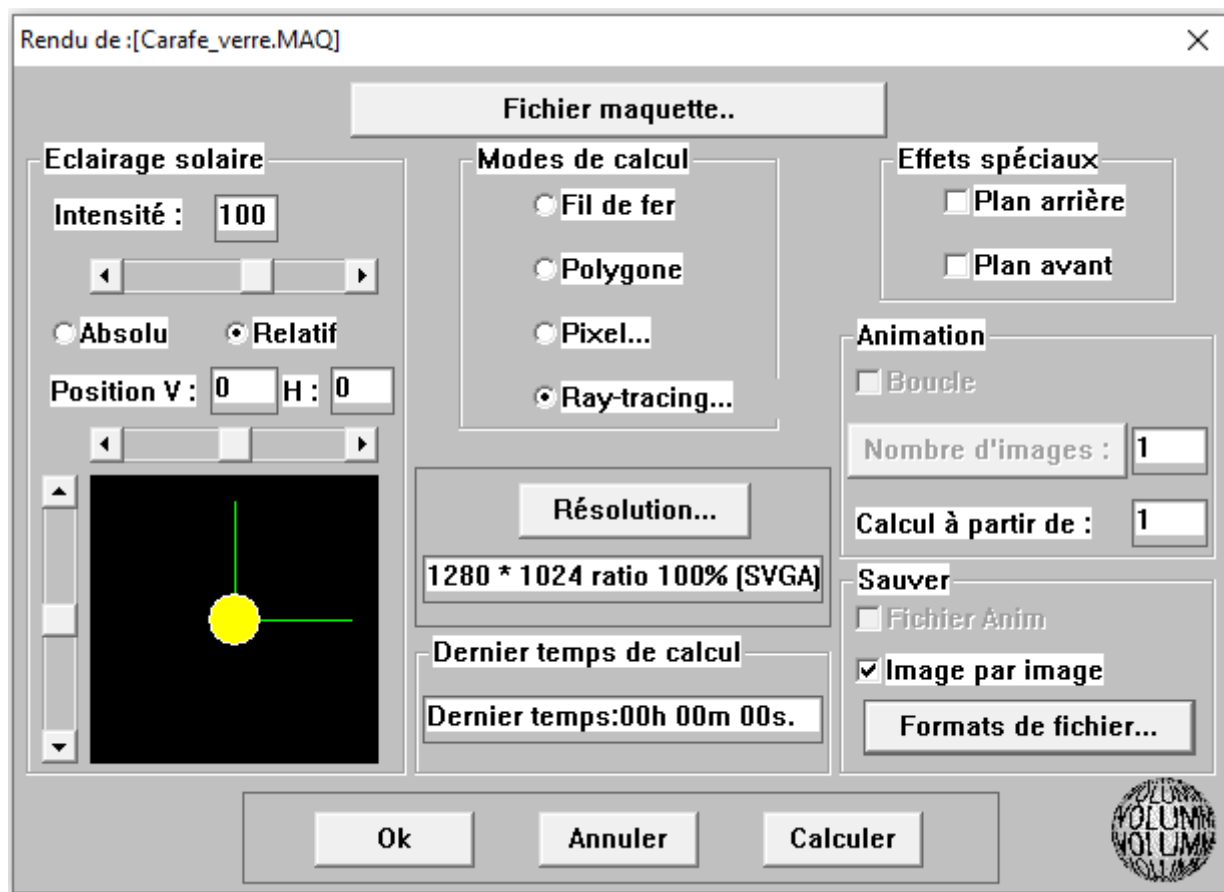 Rendu de :[Carafe_verre.MAQ]
Fichier maquette..
Eclairage solaire
Intensité :
100
Absolu
Relatif
Position V :
0
H :
0
Modes de calcul
Fil de fer
Polygone
Pixel...
Ray-tracing...
Résolution...
1280 * 1024 ratio 100% (SVGA)
Dernier temps de calcul
Dernier temps:00h 00m 00s.
Effets spéciaux
Plan arrière
Plan avant
Animation
Boucle
Nombre d'images :
1
Calcul à partir de :
1
Sauver
Fichier Anim
Image par image
Formats de fichier...
Ok
Annuler
Calculer